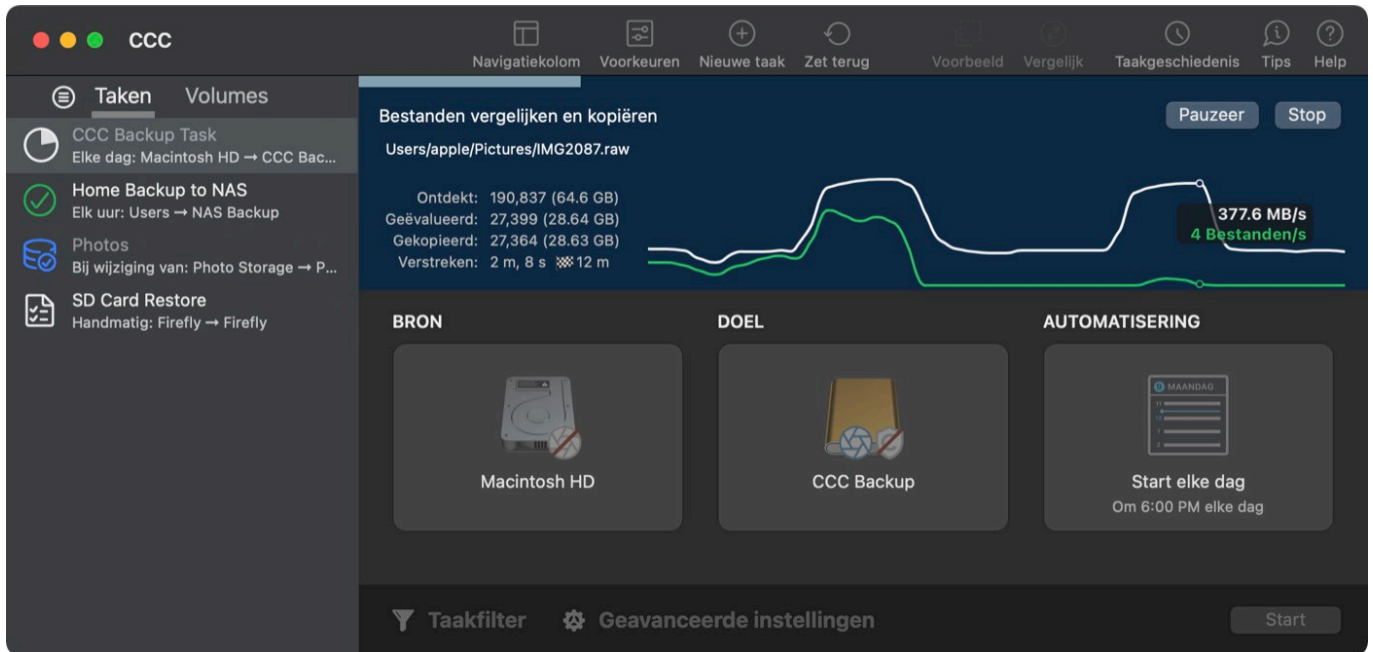 CCC
Navigatiekolom
Voorkeuren
Nieuwe taak
Zet terug
Voorbeeld
Vergelijk
Taakgeschiedenis
Tips
Help
Taken
Volumes
CCC Backup Task
Elke dag: Macintosh HD → CCC Bac...
Home Backup to NAS
Elk uur: Users → NAS Backup
Photos
Bij wijziging van: Photo Storage → P...
SD Card Restore
Handmatig: Firefly → Firefly
Bestanden vergelijken en kopiëren
Pauzeer
Stop
Users/apple/Pictures/IMG2087.raw
Ontdekt: 190,837 (64.6 GB)
Geëvalueerd: 27,399 (28.64 GB)
Gekopieerd: 27,364 (28.63 GB)
Verstreken: 2 m, 8 s 🏁12 m
377.6 MB/s
4 Bestanden/s
BRON
DOEL
AUTOMATISERING
Macintosh HD
CCC Backup
MAANDAG
11
12
1
2
Start elke dag
Om 6:00 PM elke dag
Taakfilter
Geavanceerde instellingen
Start